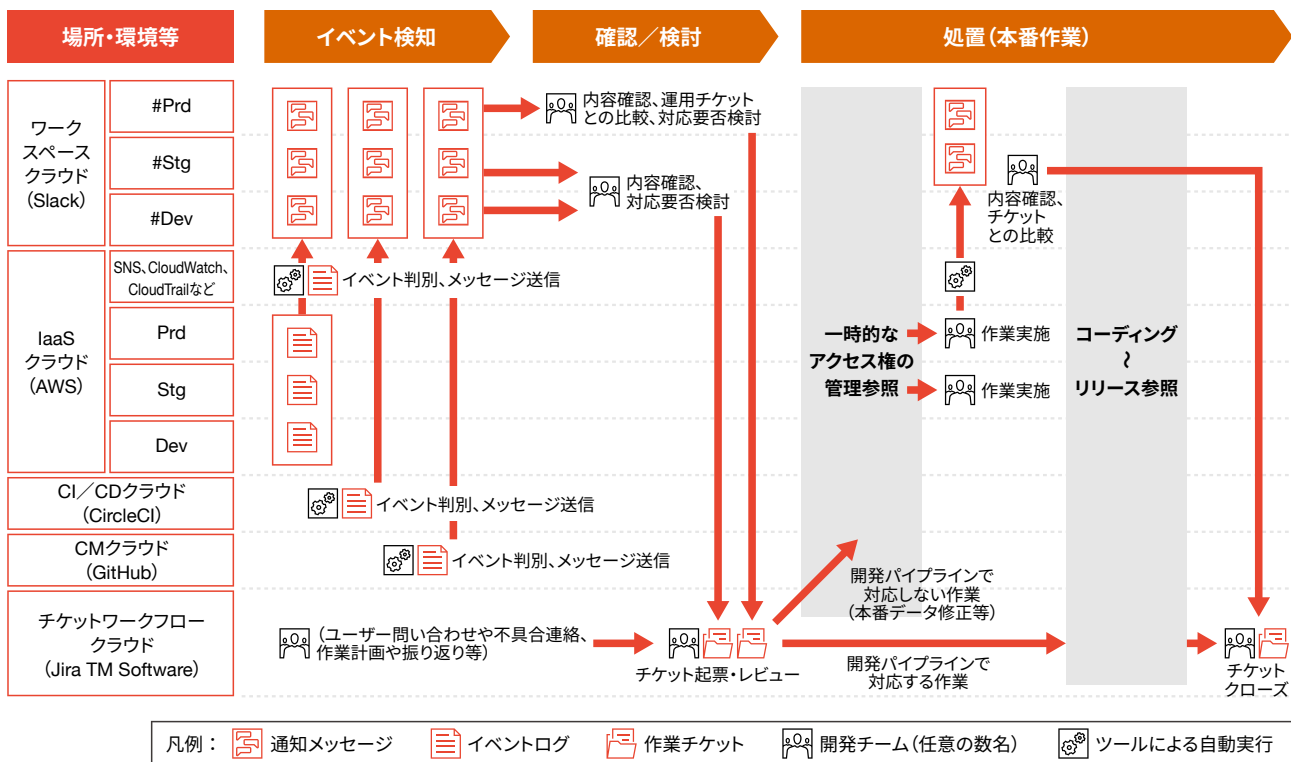 場所・環境等
イベント検知
確認／検討
処置（本番作業）
ワーク
スペース
クラウド
（Slack）
#Prd
#Stg
#Dev
内容確認、運用チケット
との比較、対応要否検討
内容確認、
対応要否検討
内容確認、
チケット
との比較
IaaS
クラウド
（AWS）
SNS、CloudWatch、
CloudTrailなど
Prd
Stg
Dev
イベント判別、メッセージ送信
一時的な
アクセス権の
管理参照
作業実施
作業実施
コーディング
～
リリース参照
CI／CDクラウド
（CircleCI）
イベント判別、メッセージ送信
CMクラウド
（GitHub）
イベント判別、メッセージ送信
開発パイプラインで
対応しない作業
（本番データ修正等）
チケットワークフロー
クラウド
（Jira TM Software）
（ユーザー問い合わせや不具合連絡、
作業計画や振り返り等）
チケット起票・レビュー
開発パイプラインで
対応する作業
チケット
クローズ
凡例： 通知メッセージ イベントログ 作業チケット 開発チーム（任意の数名） ツールによる自動実行